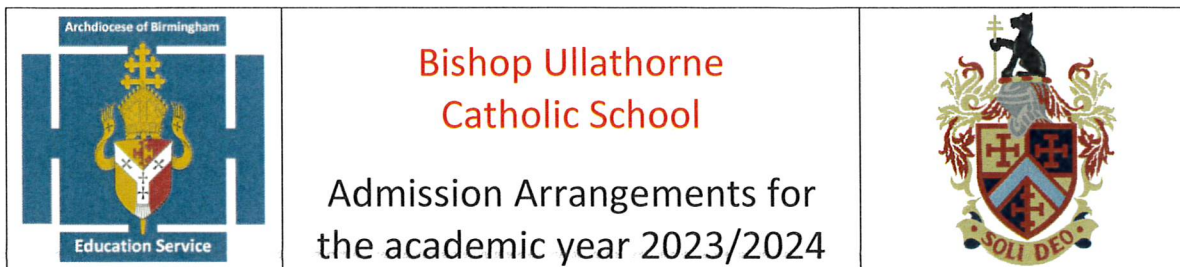 Archdiocese of Birmingham
Education Service
Bishop Ullathorne
Catholic School
Admission Arrangements for
the academic year 2023/2024
SOLI DEO